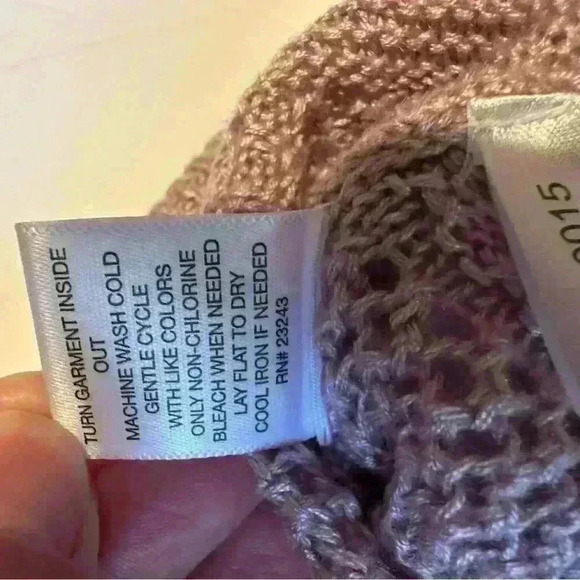 TURN GARMENT INSIDE
OUT
MACHINE WASH COLD
GENTLE CYCLE
WITH LIKE COLORS
ONLY NON-CHLORINE
BLEACH WHEN NEEDED
LAY FLAT TO DRY
COOL IRON IF NEEDED
RN# 23243